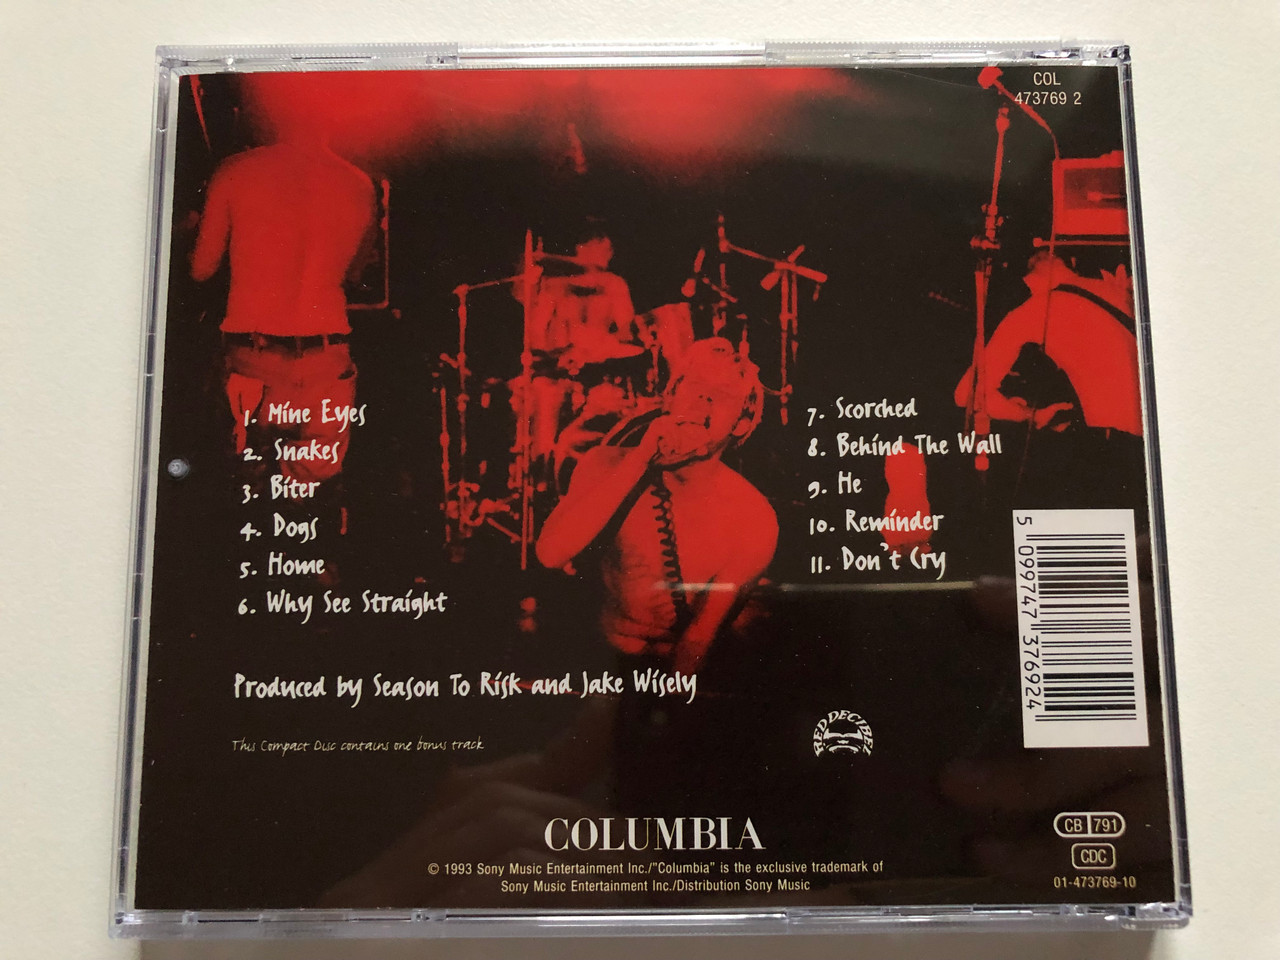 COL
473769 2
1. Mine Eyes
2. Snakes
3. Biter
4. Dogs
5. Home
6. Why See Straight
7. Scorched
8. Behind The Wall
9. He
10. Reminder
11. Don't Cry
5 099747 376924
Produced by Season To Risk and Jake Wisely
This Compact Disc contains one bonus track
RED DECIBEL
COLUMBIA
© 1993 Sony Music Entertainment Inc./"Columbia" is the exclusive trademark of
Sony Music Entertainment Inc./Distribution Sony Music
CB 791
CDC
01-473769-10